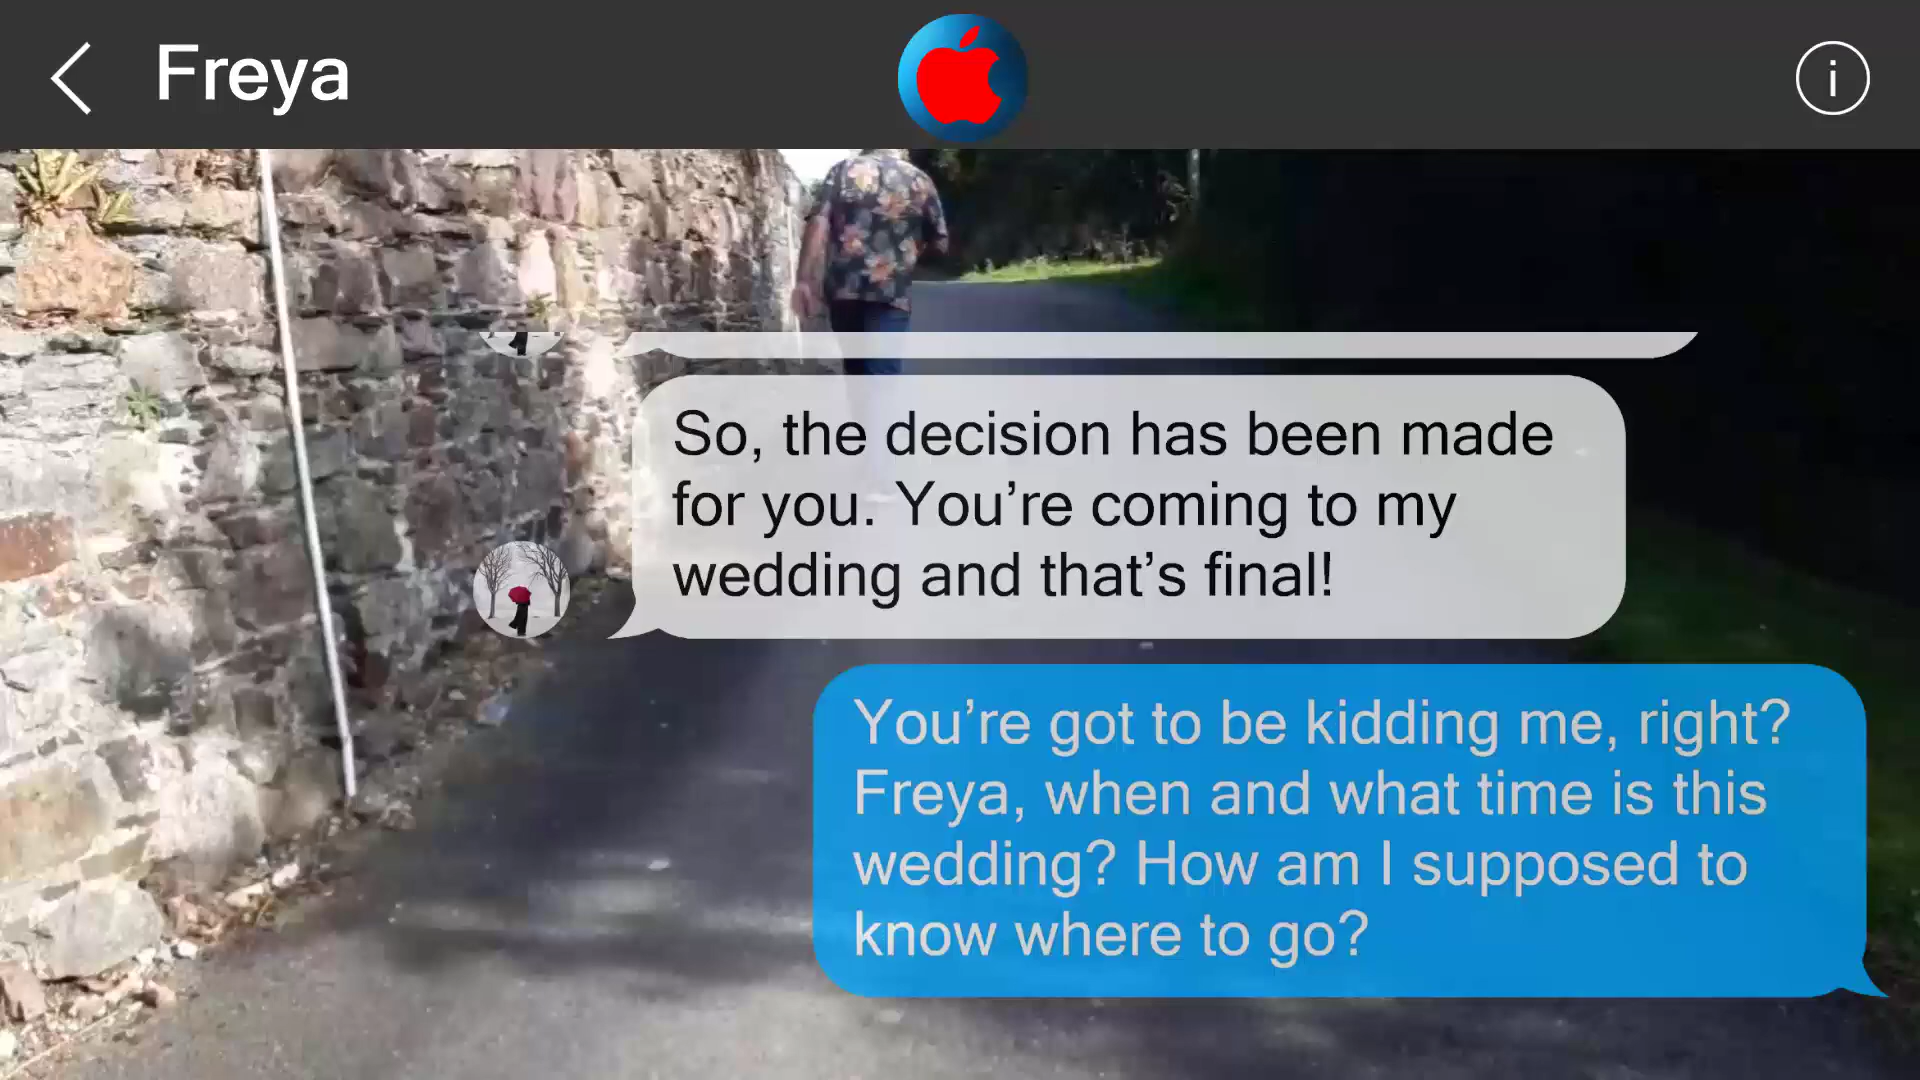 Freya
i
So, the decision has been made
for you. You’re coming to my
wedding and that’s final!
You’re got to be kidding me, right?
Freya, when and what time is this
wedding? How am I supposed to
know where to go?